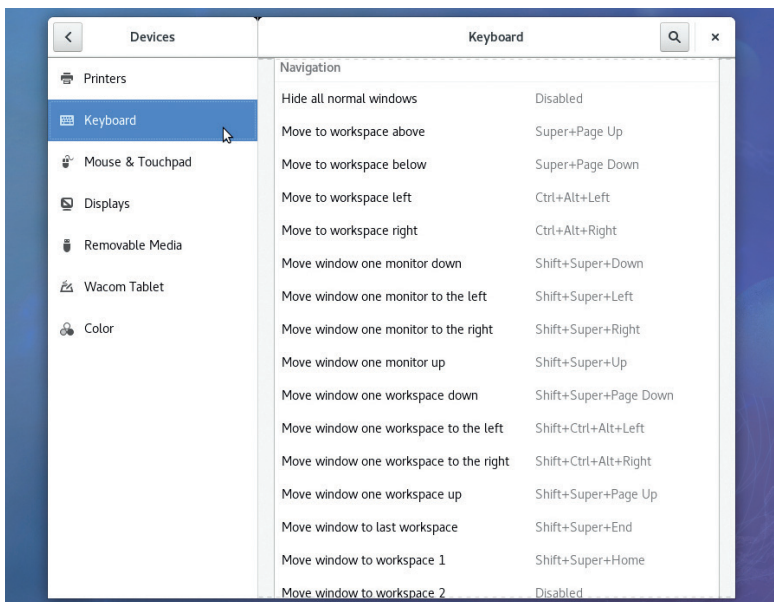 Devices
Keyboard
Printers
Keyboard
Mouse & Touchpad
Displays
Removable Media
Wacom Tablet
Color
Navigation
Hide all normal windows Disabled
Move to workspace above Super+Page Up
Move to workspace below Super+Page Down
Move to workspace left Ctrl+Alt+Left
Move to workspace right Ctrl+Alt+Right
Move window one monitor down Shift+Super+Down
Move window one monitor to the left Shift+Super+Left
Move window one monitor to the right Shift+Super+Right
Move window one monitor up Shift+Super+Up
Move window one workspace down Shift+Super+Page Down
Move window one workspace to the left Shift+Ctrl+Alt+Left
Move window one workspace to the right Shift+Ctrl+Alt+Right
Move window one workspace up Shift+Super+Page Up
Move window to last workspace Shift+Super+End
Move window to workspace 1 Shift+Super+Home
Move window to workspace 2 Disabled